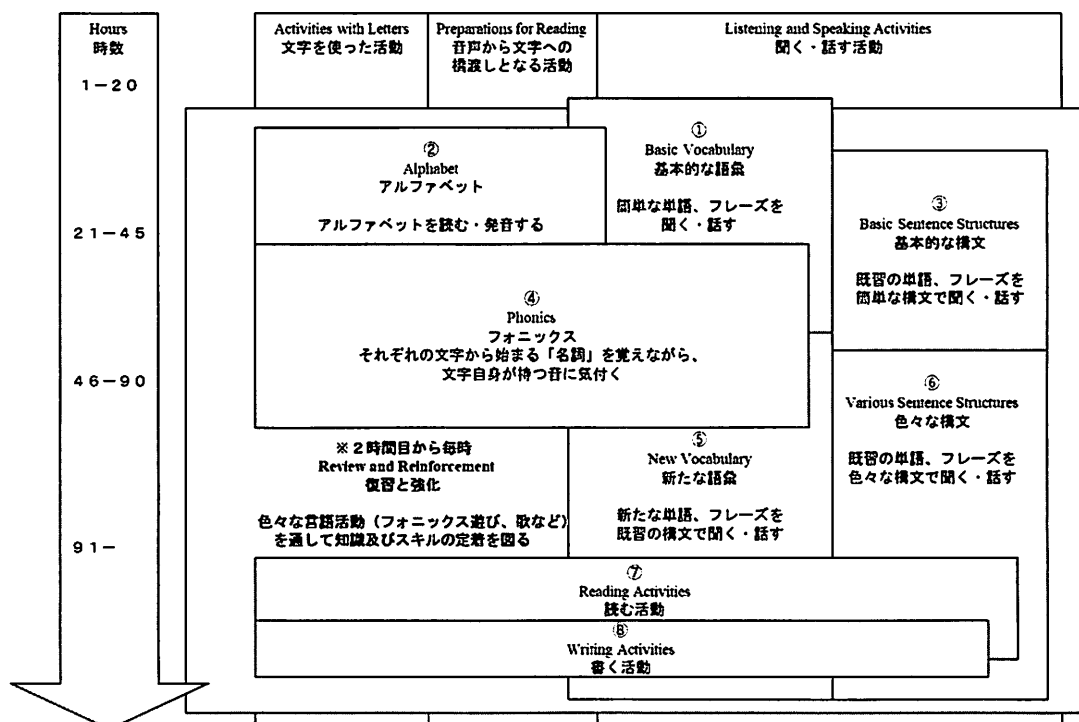 Hours
時数
1－20
21－45
46－90
91－
Activities with Letters
文字を使った活動
Preparations for Reading
音声から文字への
橋渡しとなる活動
Listening and Speaking Activities
聞く・話す活動
①
Basic Vocabulary
基本的な語彙
簡単な単語、フレーズを
聞く・話す
②
Alphabet
アルファベット
アルファベットを読む・発音する
③
Basic Sentence Structures
基本的な構文
既習の単語、フレーズを
簡単な構文で聞く・話す
④
Phonics
フォニックス
それぞれの文字から始まる「名詞」を覚えながら、
文字自身が持つ音に気付く
※２時間目から毎時
Review and Reinforcement
復習と強化
色々な言語活動（フォニックス遊び、歌など）
を通して知識及びスキルの定着を図る
⑤
New Vocabulary
新たな語彙
新たな単語、フレーズを
既習の構文で聞く・話す
⑥
Various Sentence Structures
色々な構文
既習の単語、フレーズを
色々な構文で聞く・話す
⑦
Reading Activities
読む活動
⑧
Writing Activities
書く活動